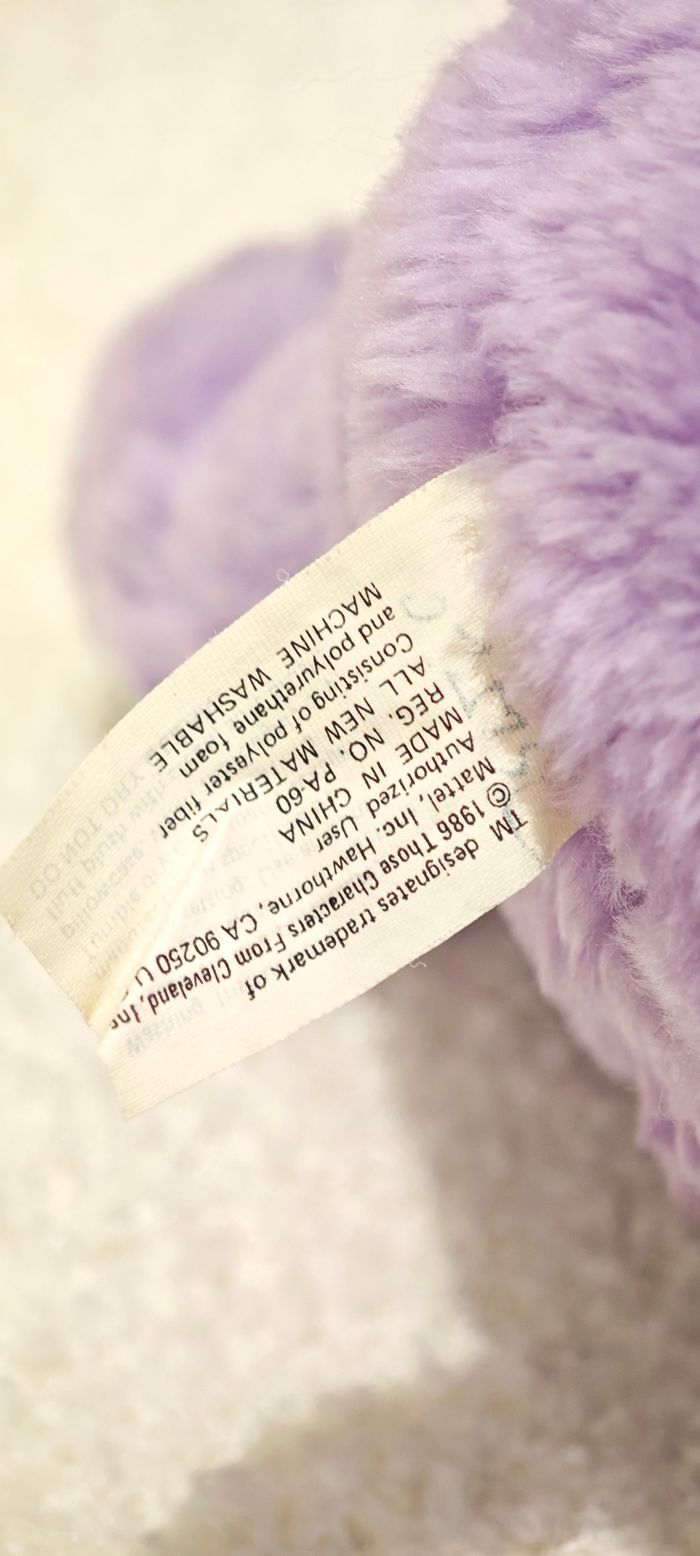 TM designates trademark of
©1986 Those Characters From Cleveland, Inc.
Mattel, Inc. Hawthorne, CA 90250 U
Authorized User
MADE IN CHINA
REG. NO. PA-60
ALL NEW MATERIALS
Consisting of polyester fiber
and polyurethane foam
MACHINE WASHABLE